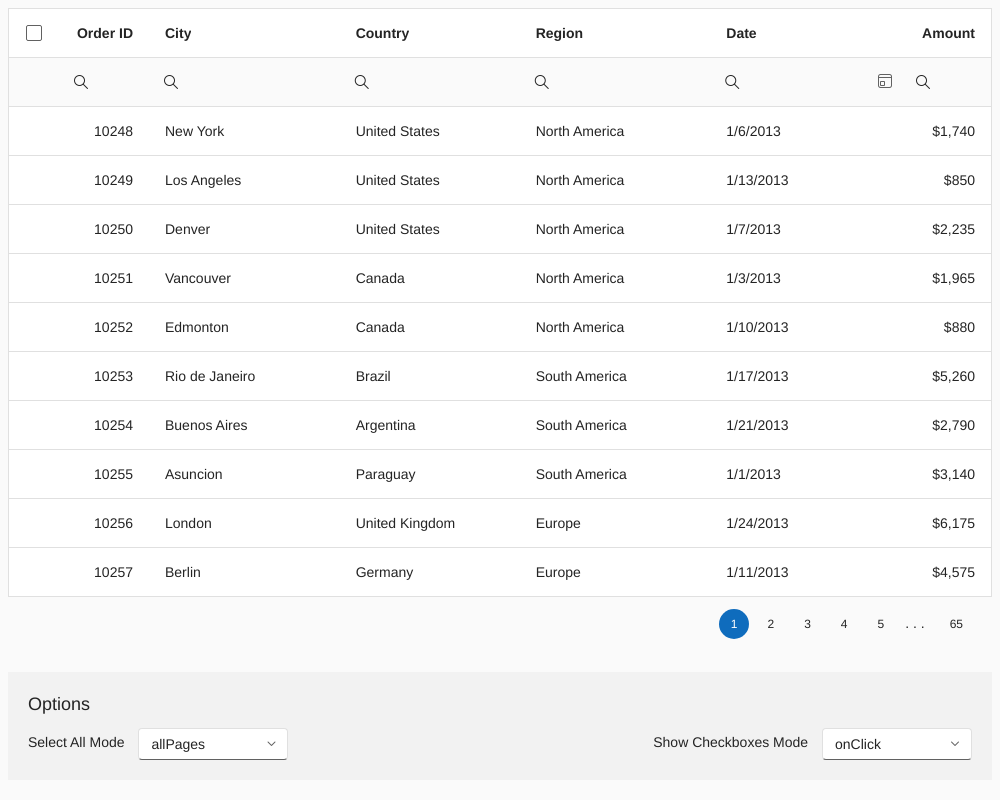 Order ID City Country Region Date Amount
10248 New York United States North America 1/6/2013 $1,740
10249 Los Angeles United States North America 1/13/2013 $850
10250 Denver United States North America 1/7/2013 $2,235
10251 Vancouver Canada North America 1/3/2013 $1,965
10252 Edmonton Canada North America 1/10/2013 $880
10253 Rio de Janeiro Brazil South America 1/17/2013 $5,260
10254 Buenos Aires Argentina South America 1/21/2013 $2,790
10255 Asuncion Paraguay South America 1/1/2013 $3,140
10256 London United Kingdom Europe 1/24/2013 $6,175
10257 Berlin Germany Europe 1/11/2013 $4,575
1 2 3 4 5 . . . 65
Options
Select All Mode allPages Show Checkboxes Mode onClick